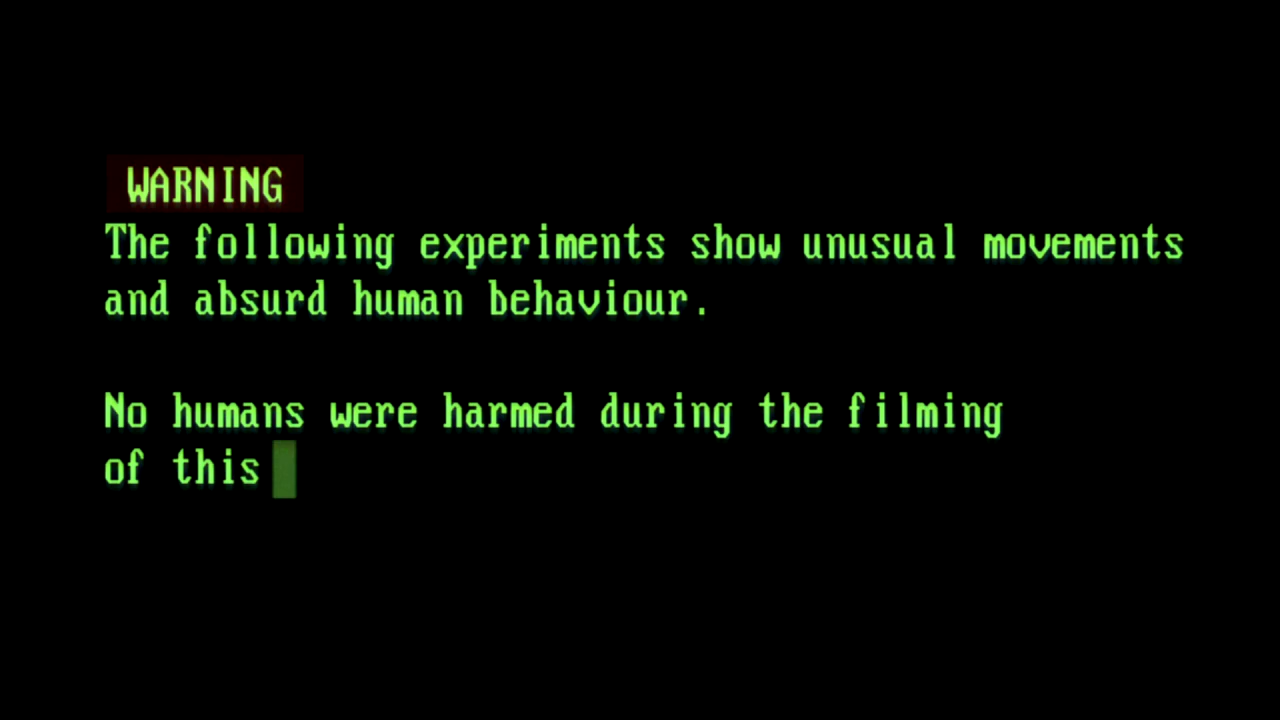 WARNING
The following experiments show unusual movements
and absurd human behaviour.
No humans were harmed during the filming
of this